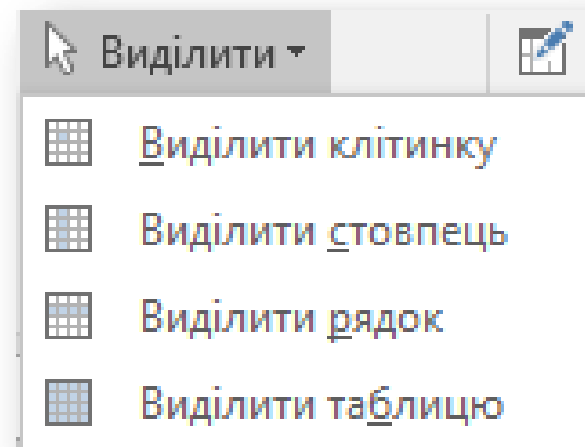 Виділити
Виділити клітинку
Виділити стовпець
Виділити рядок
Виділити таблицю